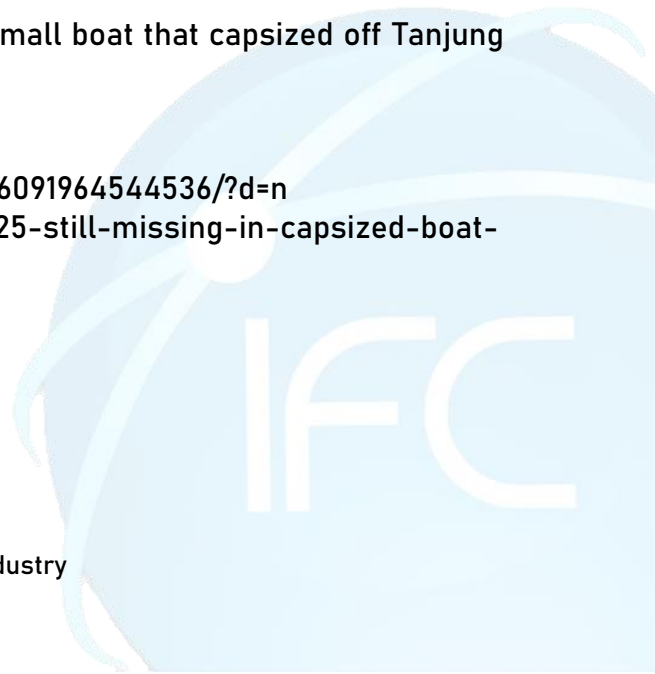 mall boat that capsized off Tanjung
6091964544536/?d=n
25-still-missing-in-capsized-boat-
IFC
dustry